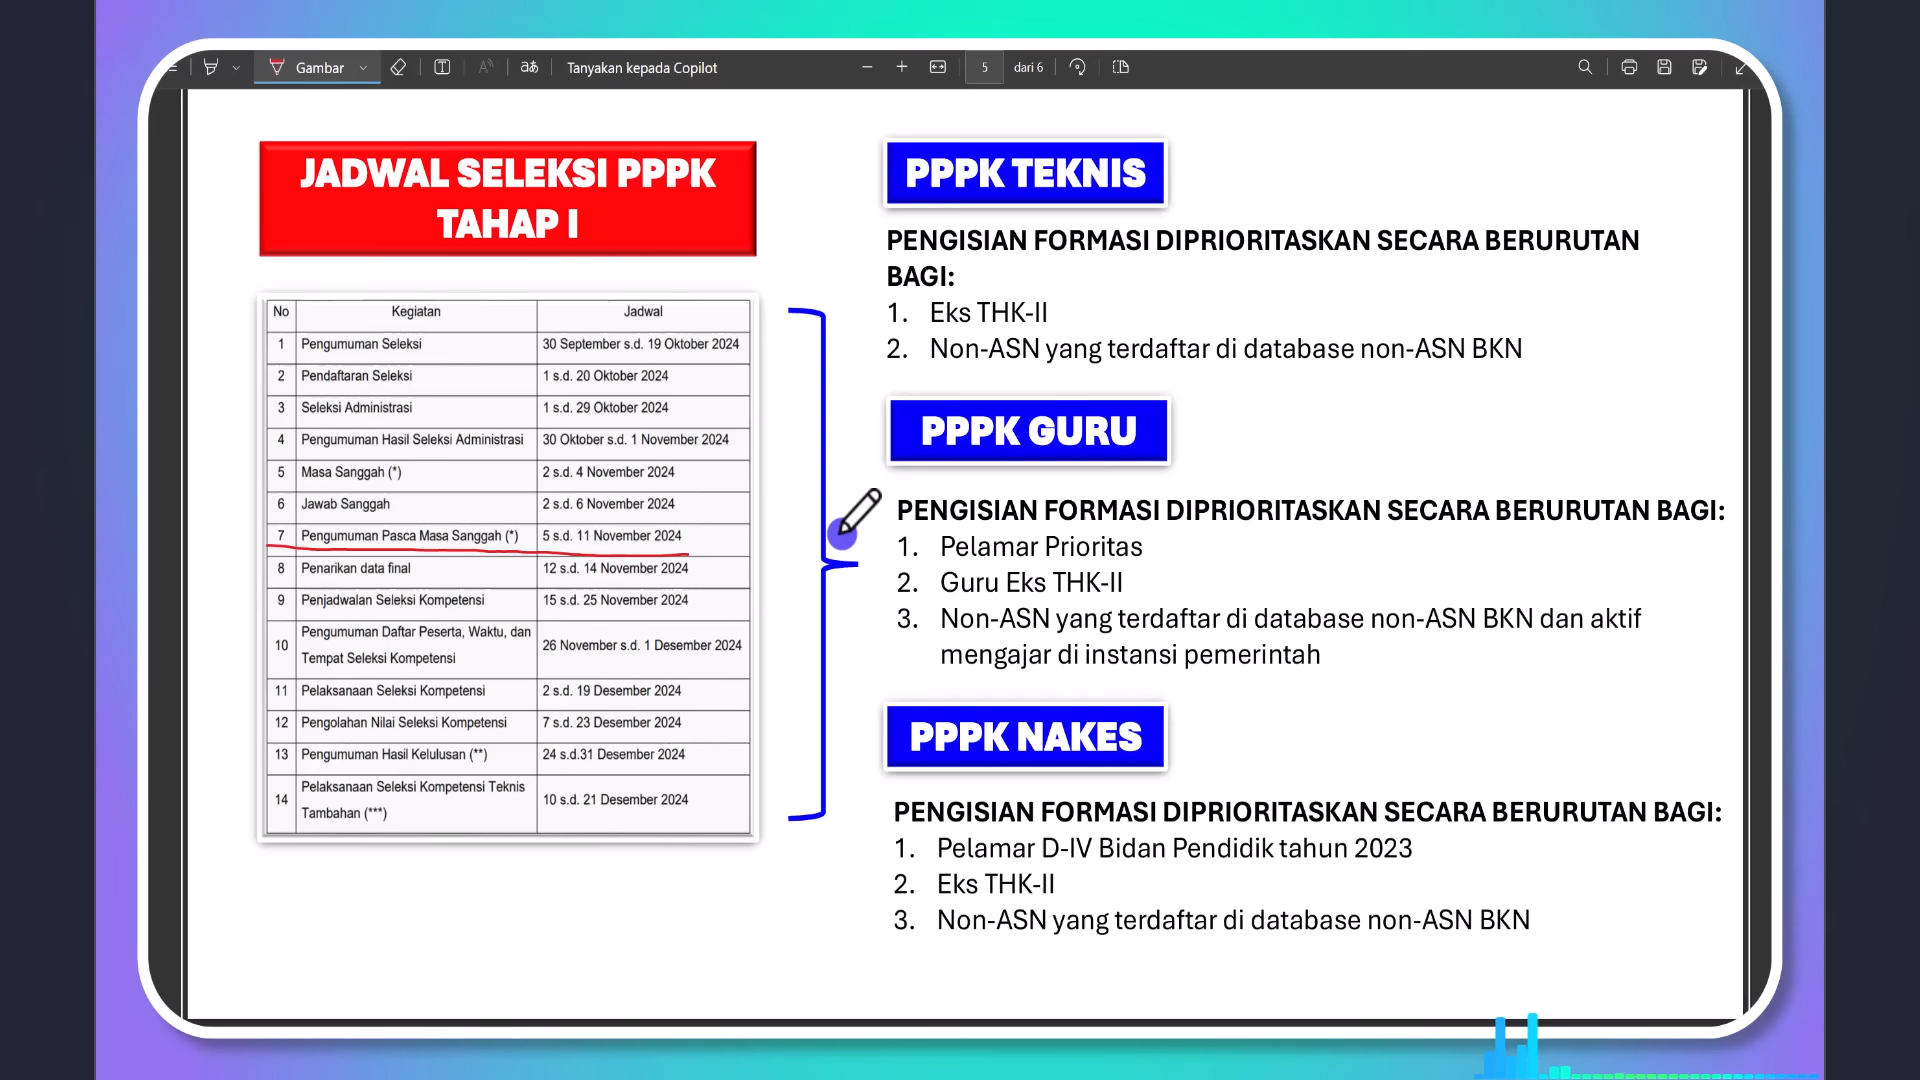 Gambar
aあ
Tanyakan kepada Copilot
5
dari 6
JADWAL SELEKSI PPPK
TAHAP I
No Kegiatan Jadwal
1 Pengumuman Seleksi 30 September s.d. 19 Oktober 2024
2 Pendaftaran Seleksi 1 s.d. 20 Oktober 2024
3 Seleksi Administrasi 1 s.d. 29 Oktober 2024
4 Pengumuman Hasil Seleksi Administrasi 30 Oktober s.d. 1 November 2024
5 Masa Sanggah (*) 2 s.d. 4 November 2024
6 Jawab Sanggah 2 s.d. 6 November 2024
7 Pengumuman Pasca Masa Sanggah (*) 5 s.d. 11 November 2024
8 Penarikan data final 12 s.d. 14 November 2024
9 Penjadwalan Seleksi Kompetensi 15 s.d. 25 November 2024
10 Pengumuman Daftar Peserta, Waktu, dan
Tempat Seleksi Kompetensi 26 November s.d. 1 Desember 2024
11 Pelaksanaan Seleksi Kompetensi 2 s.d. 19 Desember 2024
12 Pengolahan Nilai Seleksi Kompetensi 7 s.d. 23 Desember 2024
13 Pengumuman Hasil Kelulusan (**) 24 s.d.31 Desember 2024
14 Pelaksanaan Seleksi Kompetensi Teknis
Tambahan (***) 10 s.d. 21 Desember 2024
PPPK TEKNIS
PENGISIAN FORMASI DIPRIORITASKAN SECARA BERURUTAN
BAGI:
1. Eks THK-II
2. Non-ASN yang terdaftar di database non-ASN BKN
PPPK GURU
PENGISIAN FORMASI DIPRIORITASKAN SECARA BERURUTAN BAGI:
1. Pelamar Prioritas
2. Guru Eks THK-II
3. Non-ASN yang terdaftar di database non-ASN BKN dan aktif
mengajar di instansi pemerintah
PPPK NAKES
PENGISIAN FORMASI DIPRIORITASKAN SECARA BERURUTAN BAGI:
1. Pelamar D-IV Bidan Pendidik tahun 2023
2. Eks THK-II
3. Non-ASN yang terdaftar di database non-ASN BKN